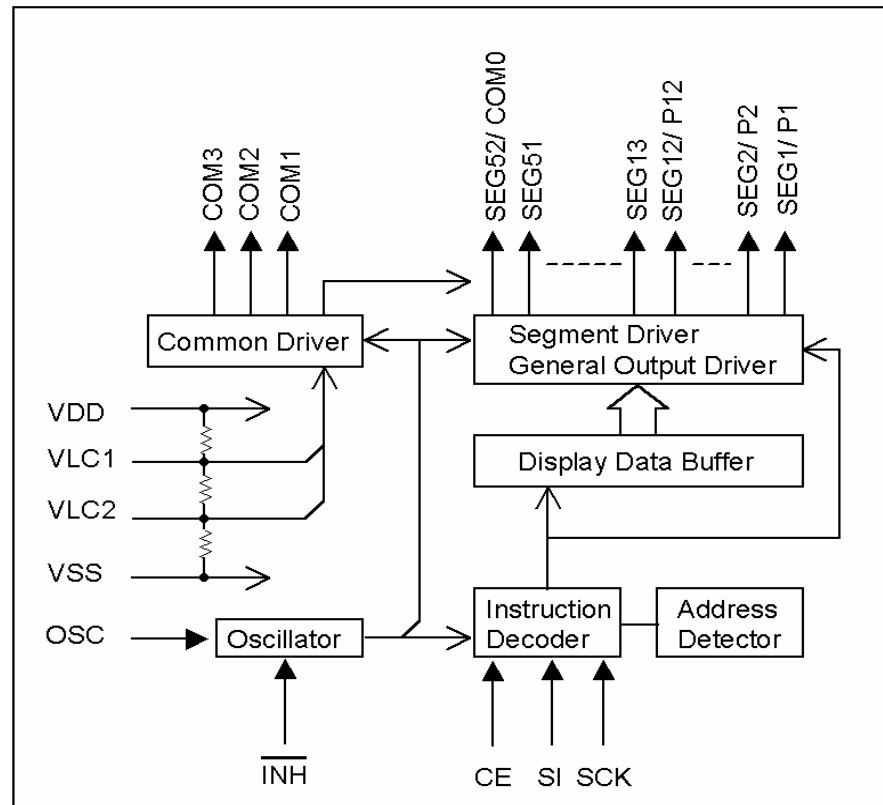 COM3
COM2
COM1
SEG52/ COM0
SEG51
SEG13
SEG12/ P12
SEG2/ P2
SEG1/ P1
Common Driver
Segment Driver
General Output Driver
VDD
VLC1
VLC2
VSS
OSC
Display Data Buffer
Oscillator
Instruction
Decoder
Address
Detector
INH
CE
SI
SCK